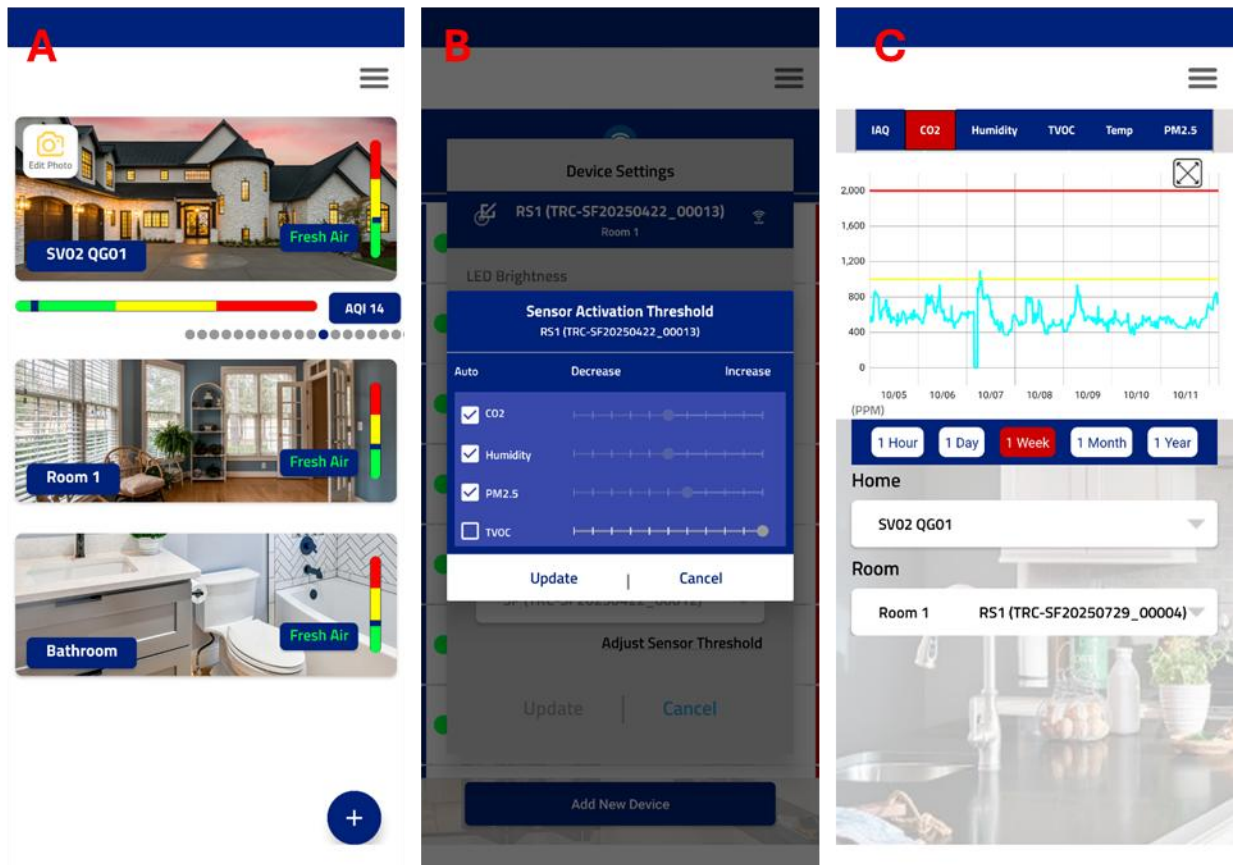 A
Edit Photo
Fresh Air
SV02 QG01
AQI 14
Room 1
Fresh Air
Bathroom
Fresh Air
+
B
Device Settings
RS1 (TRC-SF20250422_00013)
Room 1
LED Brightness
Sensor Activation Threshold
RS1 (TRC-SF20250422_00013)
Auto Decrease Increase
CO2
Humidity
PM2.5
TVOC
Update | Cancel
SF (TRC-SF20250422_00012)
Adjust Sensor Threshold
Update | Cancel
Add New Device
C
IAQ CO2 Humidity TVOC Temp PM2.5
2,000
1,600
1,200
800
400
0
10/05 10/06 10/07 10/08 10/09 10/10 10/11
(PPM)
1 Hour 1 Day 1 Week 1 Month 1 Year
Home
SV02 QG01
Room
Room 1 RS1 (TRC-SF20250729_00004)